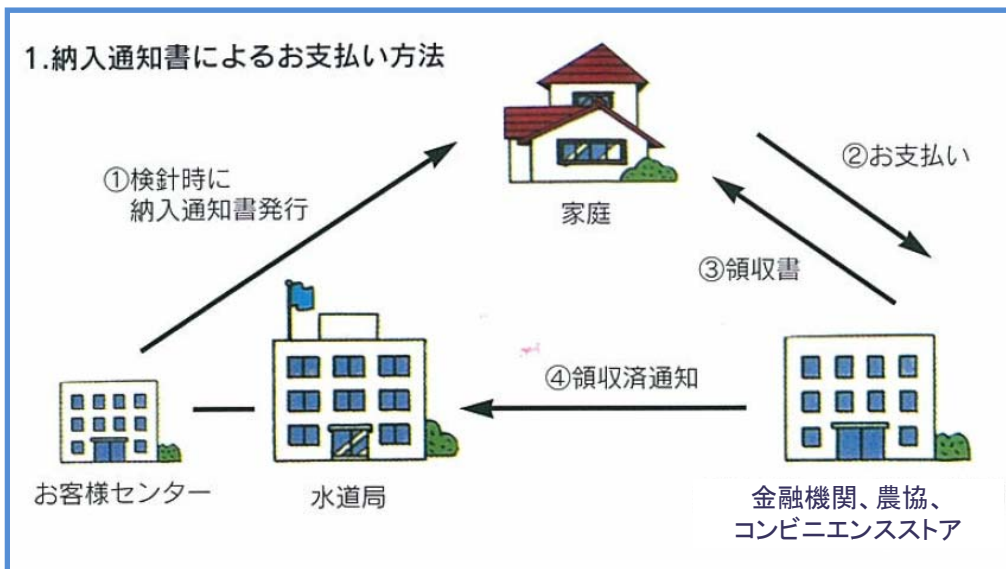 1.納入通知書によるお支払い方法
①検針時に
納入通知書発行
家庭
②お支払い
③領収書
④領収済通知
お客様センター
水道局
金融機関、農協、
コンビニエンスストア